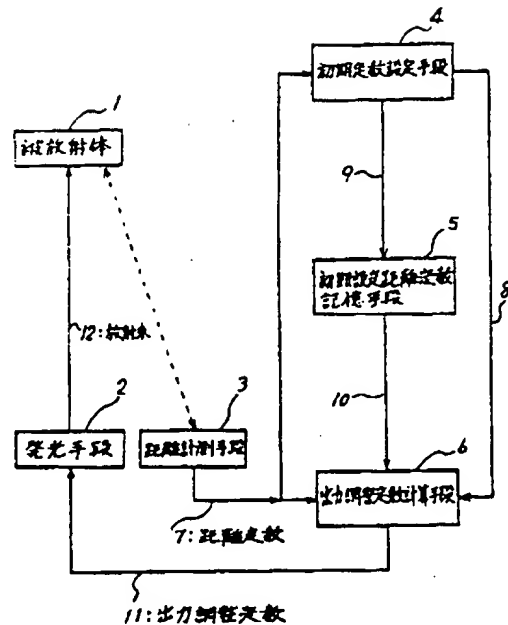 4
初期定数設定手段
1
被放射体
9
5
初期設定距離定数
記憶手段
8
12:放射束
10
2
発光手段
3
距離計測手段
6
出力調整定数計算手段
7:距離定数
11:出力調整定数